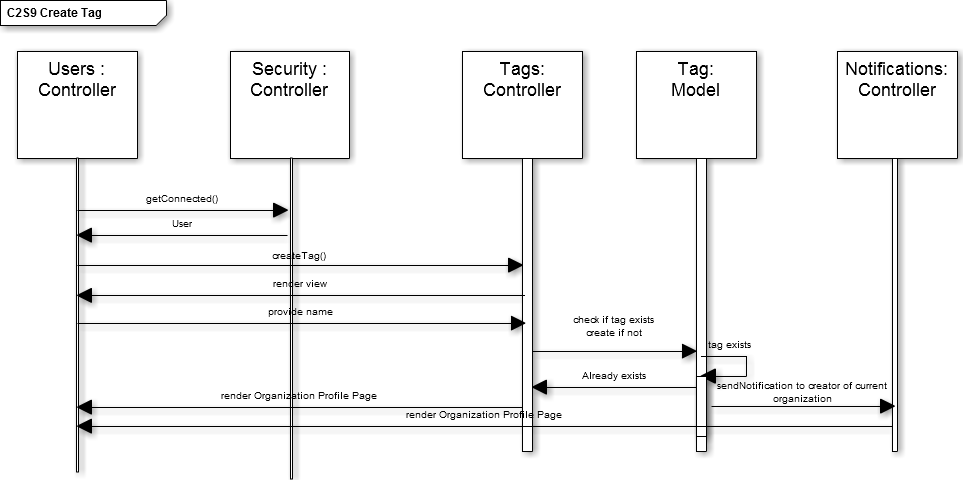 C2S9 Create Tag
Users :
Controller
Security :
Controller
Tags:
Controller
Tag:
Model
Notifications:
Controller
getConnected()
User
createTag()
render view
provide name
check if tag exists
create if not
tag exists
Already exists
sendNotification to creator of current
organization
render Organization Profile Page
render Organization Profile Page